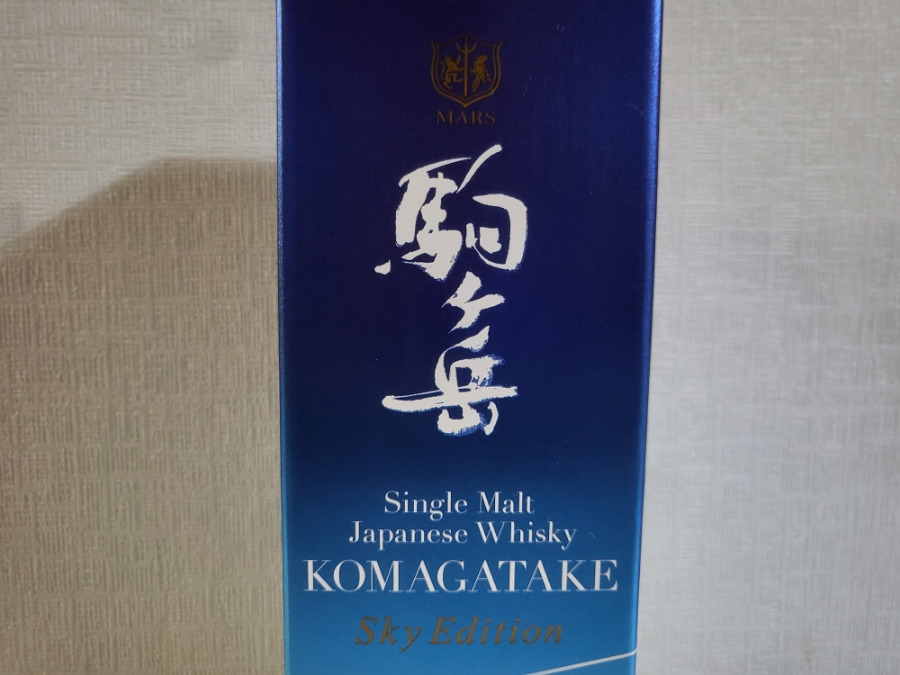 MARS
駒
ヶ
岳
Single Malt
Japanese Whisky
KOMAGATAKE
Sky Edition